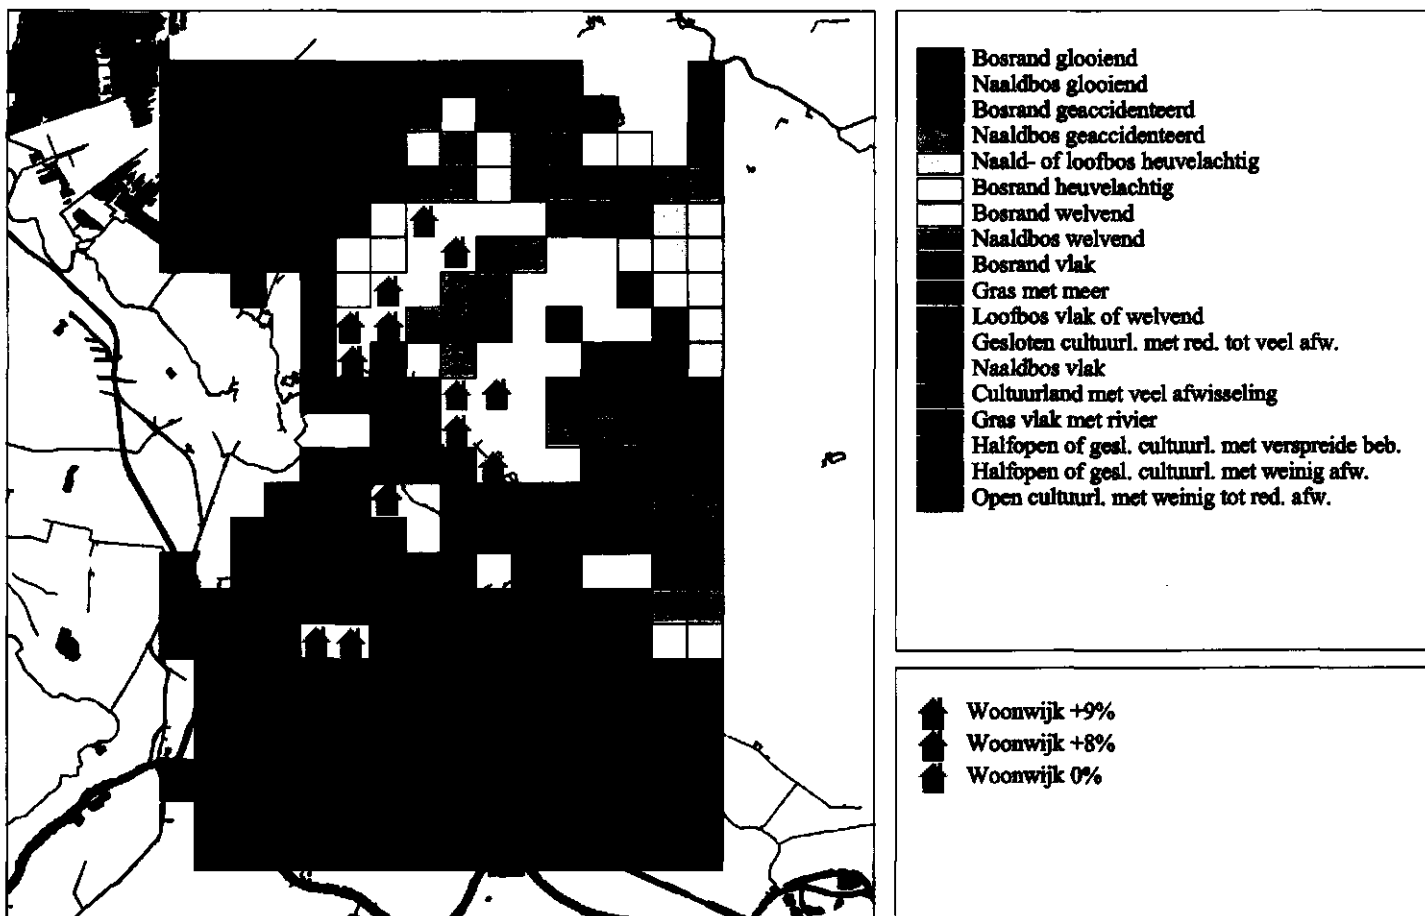 Bosrand glooiend
Naaldbos glooiend
Bosrand geaccidenteerd
Naaldbos geaccidenteerd
Naald- of loofbos heuvelachtig
Bosrand heuvelachtig
Bosrand welvend
Naaldbos welvend
Bosrand vlak
Gras met meer
Loofbos vlak of welvend
Gesloten cultuurl. met red. tot veel afw.
Naaldbos vlak
Cultuurland met veel afwisseling
Gras vlak met rivier
Halfopen of gesl. cultuurl. met verspreide beb.
Halfopen of gesl. cultuurl. met weinig afw.
Open cultuurl. met weinig tot red. afw.
Woonwijk +9%
Woonwijk +8%
Woonwijk 0%